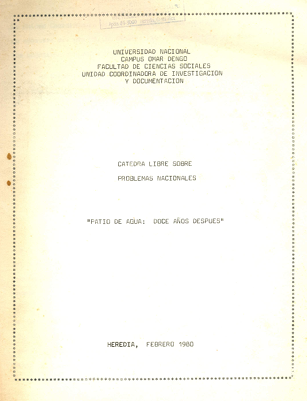 UNIVERSIDAD NACIONAL
CAMPUS OMAR DENGO
FACULTAD DE CIENCIAS SOCIALES
UNIDAD COORDINADORA DE INVESTIGACION
Y DOCUMENTACIÓN
CATEDRA LIBRE SOBRE
PROBLEMAS NACIONALES
"PATIO DE AGUA: DOCE AÑOS DESPUES"
HEREDIA, FEBRERO 1980